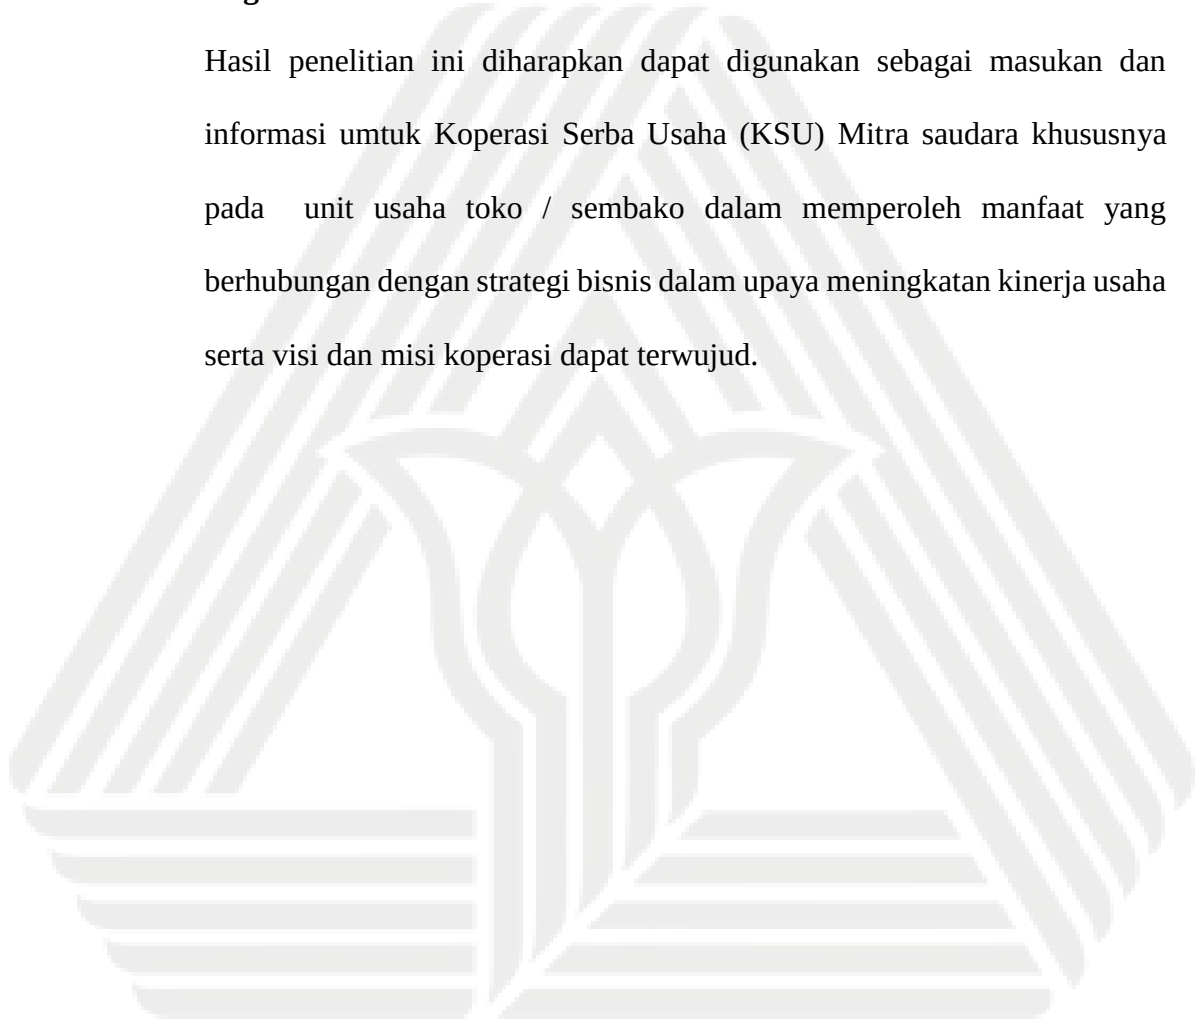 Hasil penelitian ini diharapkan dapat digunakan sebagai masukan dan
informasi umtuk Koperasi Serba Usaha (KSU) Mitra saudara khususnya
pada unit usaha toko / sembako dalam memperoleh manfaat yang
berhubungan dengan strategi bisnis dalam upaya meningkatan kinerja usaha
serta visi dan misi koperasi dapat terwujud.